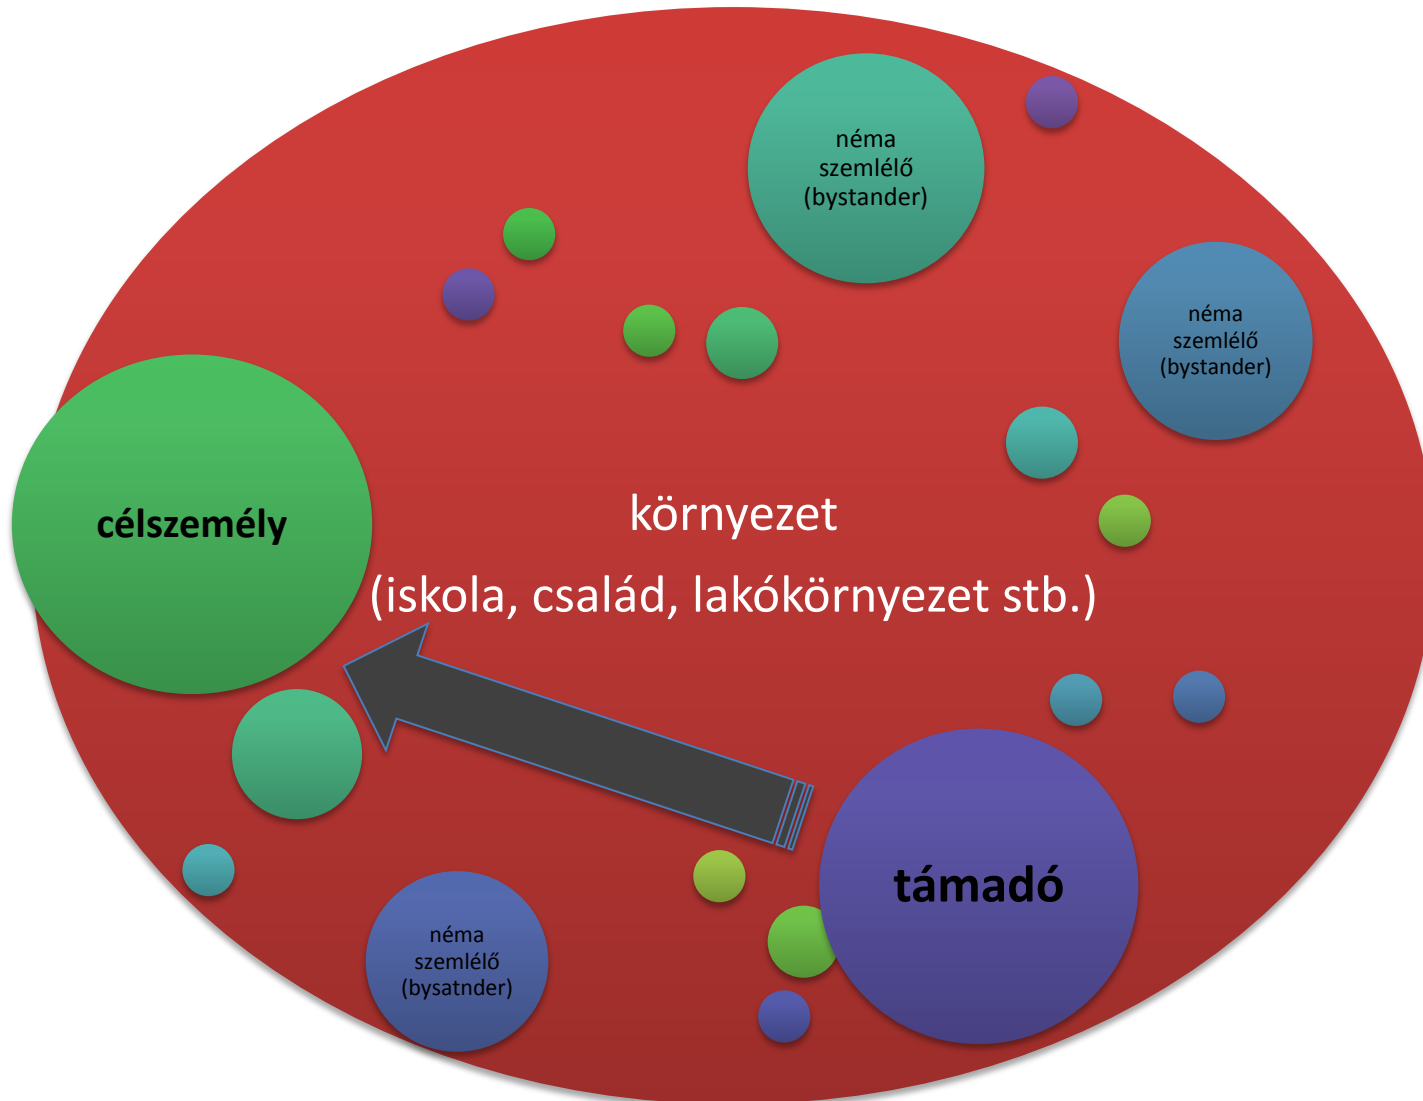 néma
szemlélő
(bystander)
néma
szemlélő
(bystander)
célszemély
környezet
(iskola, család, lakókörnyezet stb.)
támadó
néma
szemlélő
(bysatnder)